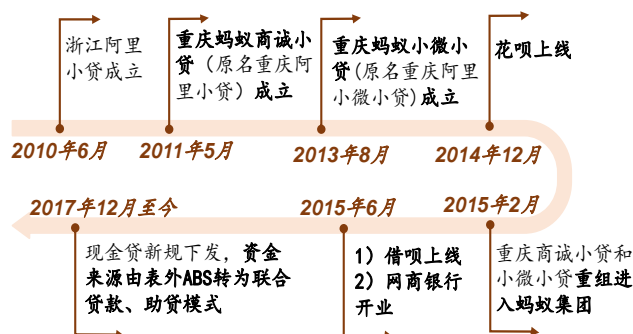 浙江阿里
小贷成立
重庆蚂蚁商诚小
贷（原名重庆阿
里小贷）成立
重庆蚂蚁小微小
贷(原名重庆阿里
小微小贷)成立
花呗上线
2010年6月
2011年5月
2013年8月
2014年12月
2017年12月至今
2015年6月
2015年2月
现金贷新规下发，资金
来源由表外ABS转为联合
贷款、助贷模式
1）借呗上线
2）网商银行
开业
重庆商诚小贷和
小微小贷重组进
入蚂蚁集团